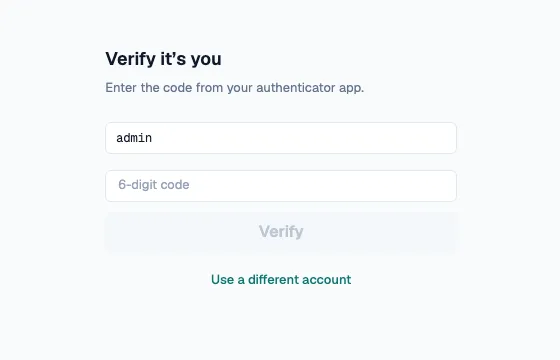 Verify it’s you
Enter the code from your authenticator app.
admin
6-digit code
Verify
Use a different account